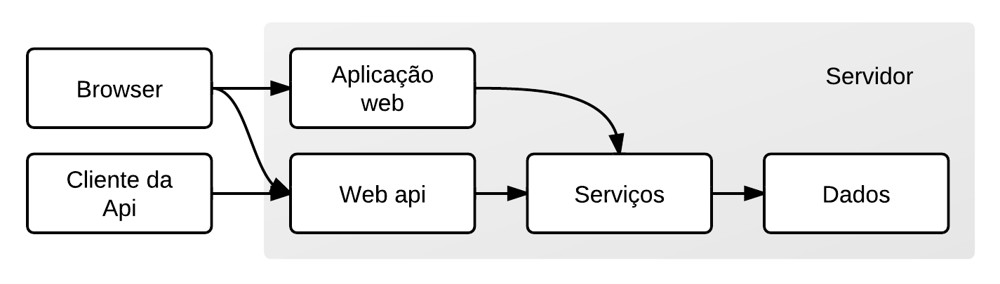 Browser
Aplicação
web
Servidor
Cliente da
Api
Web api
Serviços
Dados